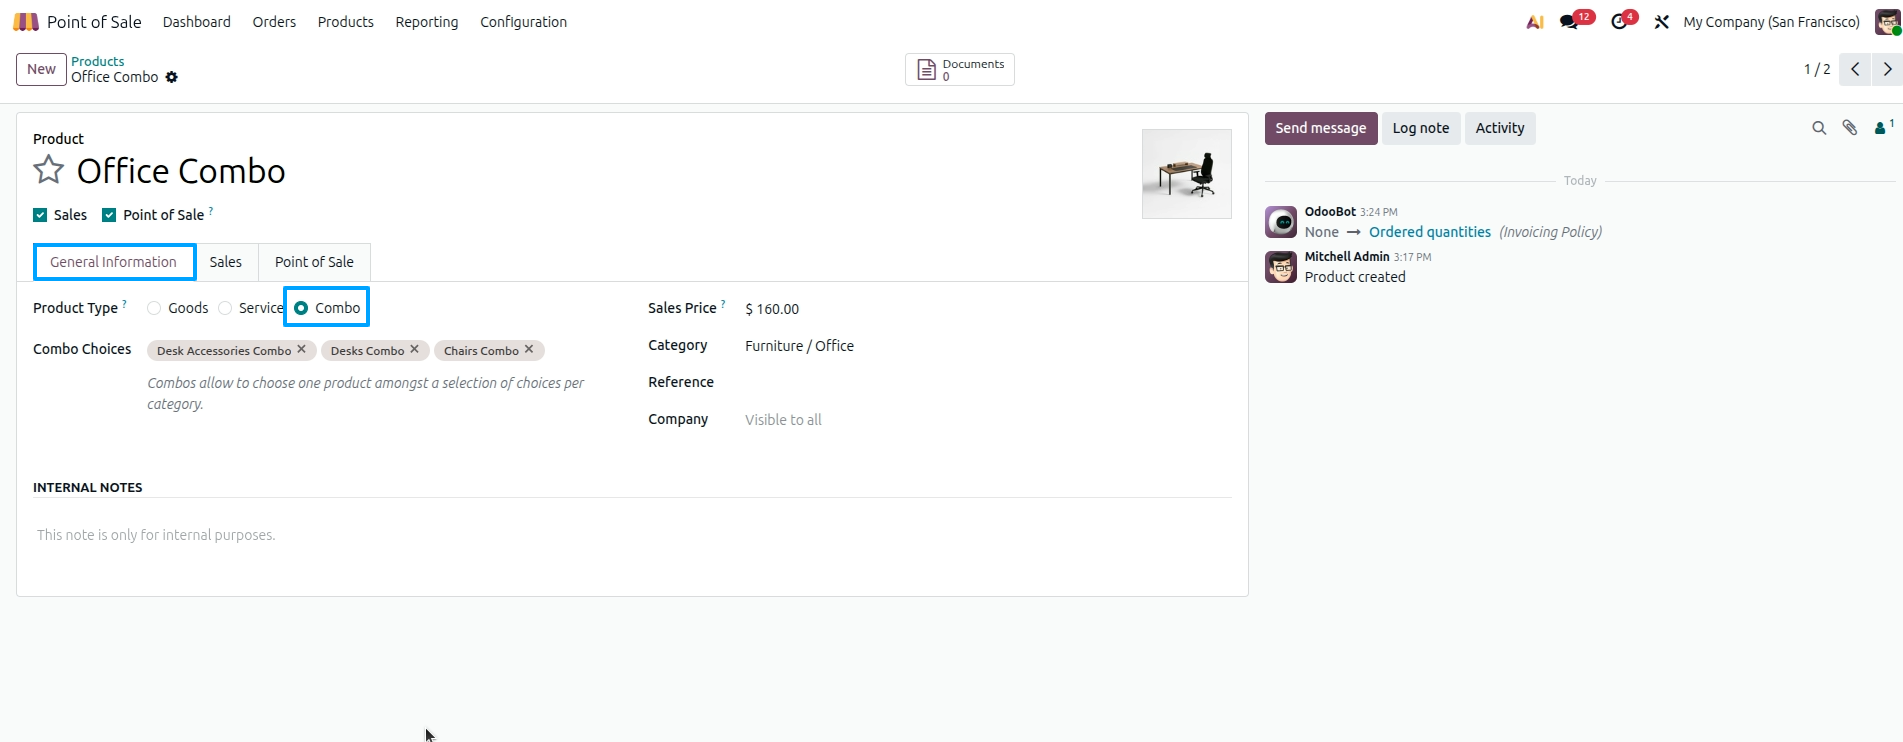 Point of Sale Dashboard Orders Products Reporting Configuration 12 4 My Company (San Francisco)
New Products
Office Combo
Documents
0
1 / 2
Product
Office Combo
Sales Point of Sale ?
General Information Sales Point of Sale
Product Type ? Goods Service Combo
Combo Choices Desk Accessories Combo × Desks Combo × Chairs Combo ×
Combos allow to choose one product amongst a selection of choices per
category.
Sales Price ? $ 160.00
Category Furniture / Office
Reference
Company Visible to all
INTERNAL NOTES
This note is only for internal purposes.
Send message Log note Activity 1
Today
OdooBot 3:24 PM
None → Ordered quantities (Invoicing Policy)
Mitchell Admin 3:17 PM
Product created